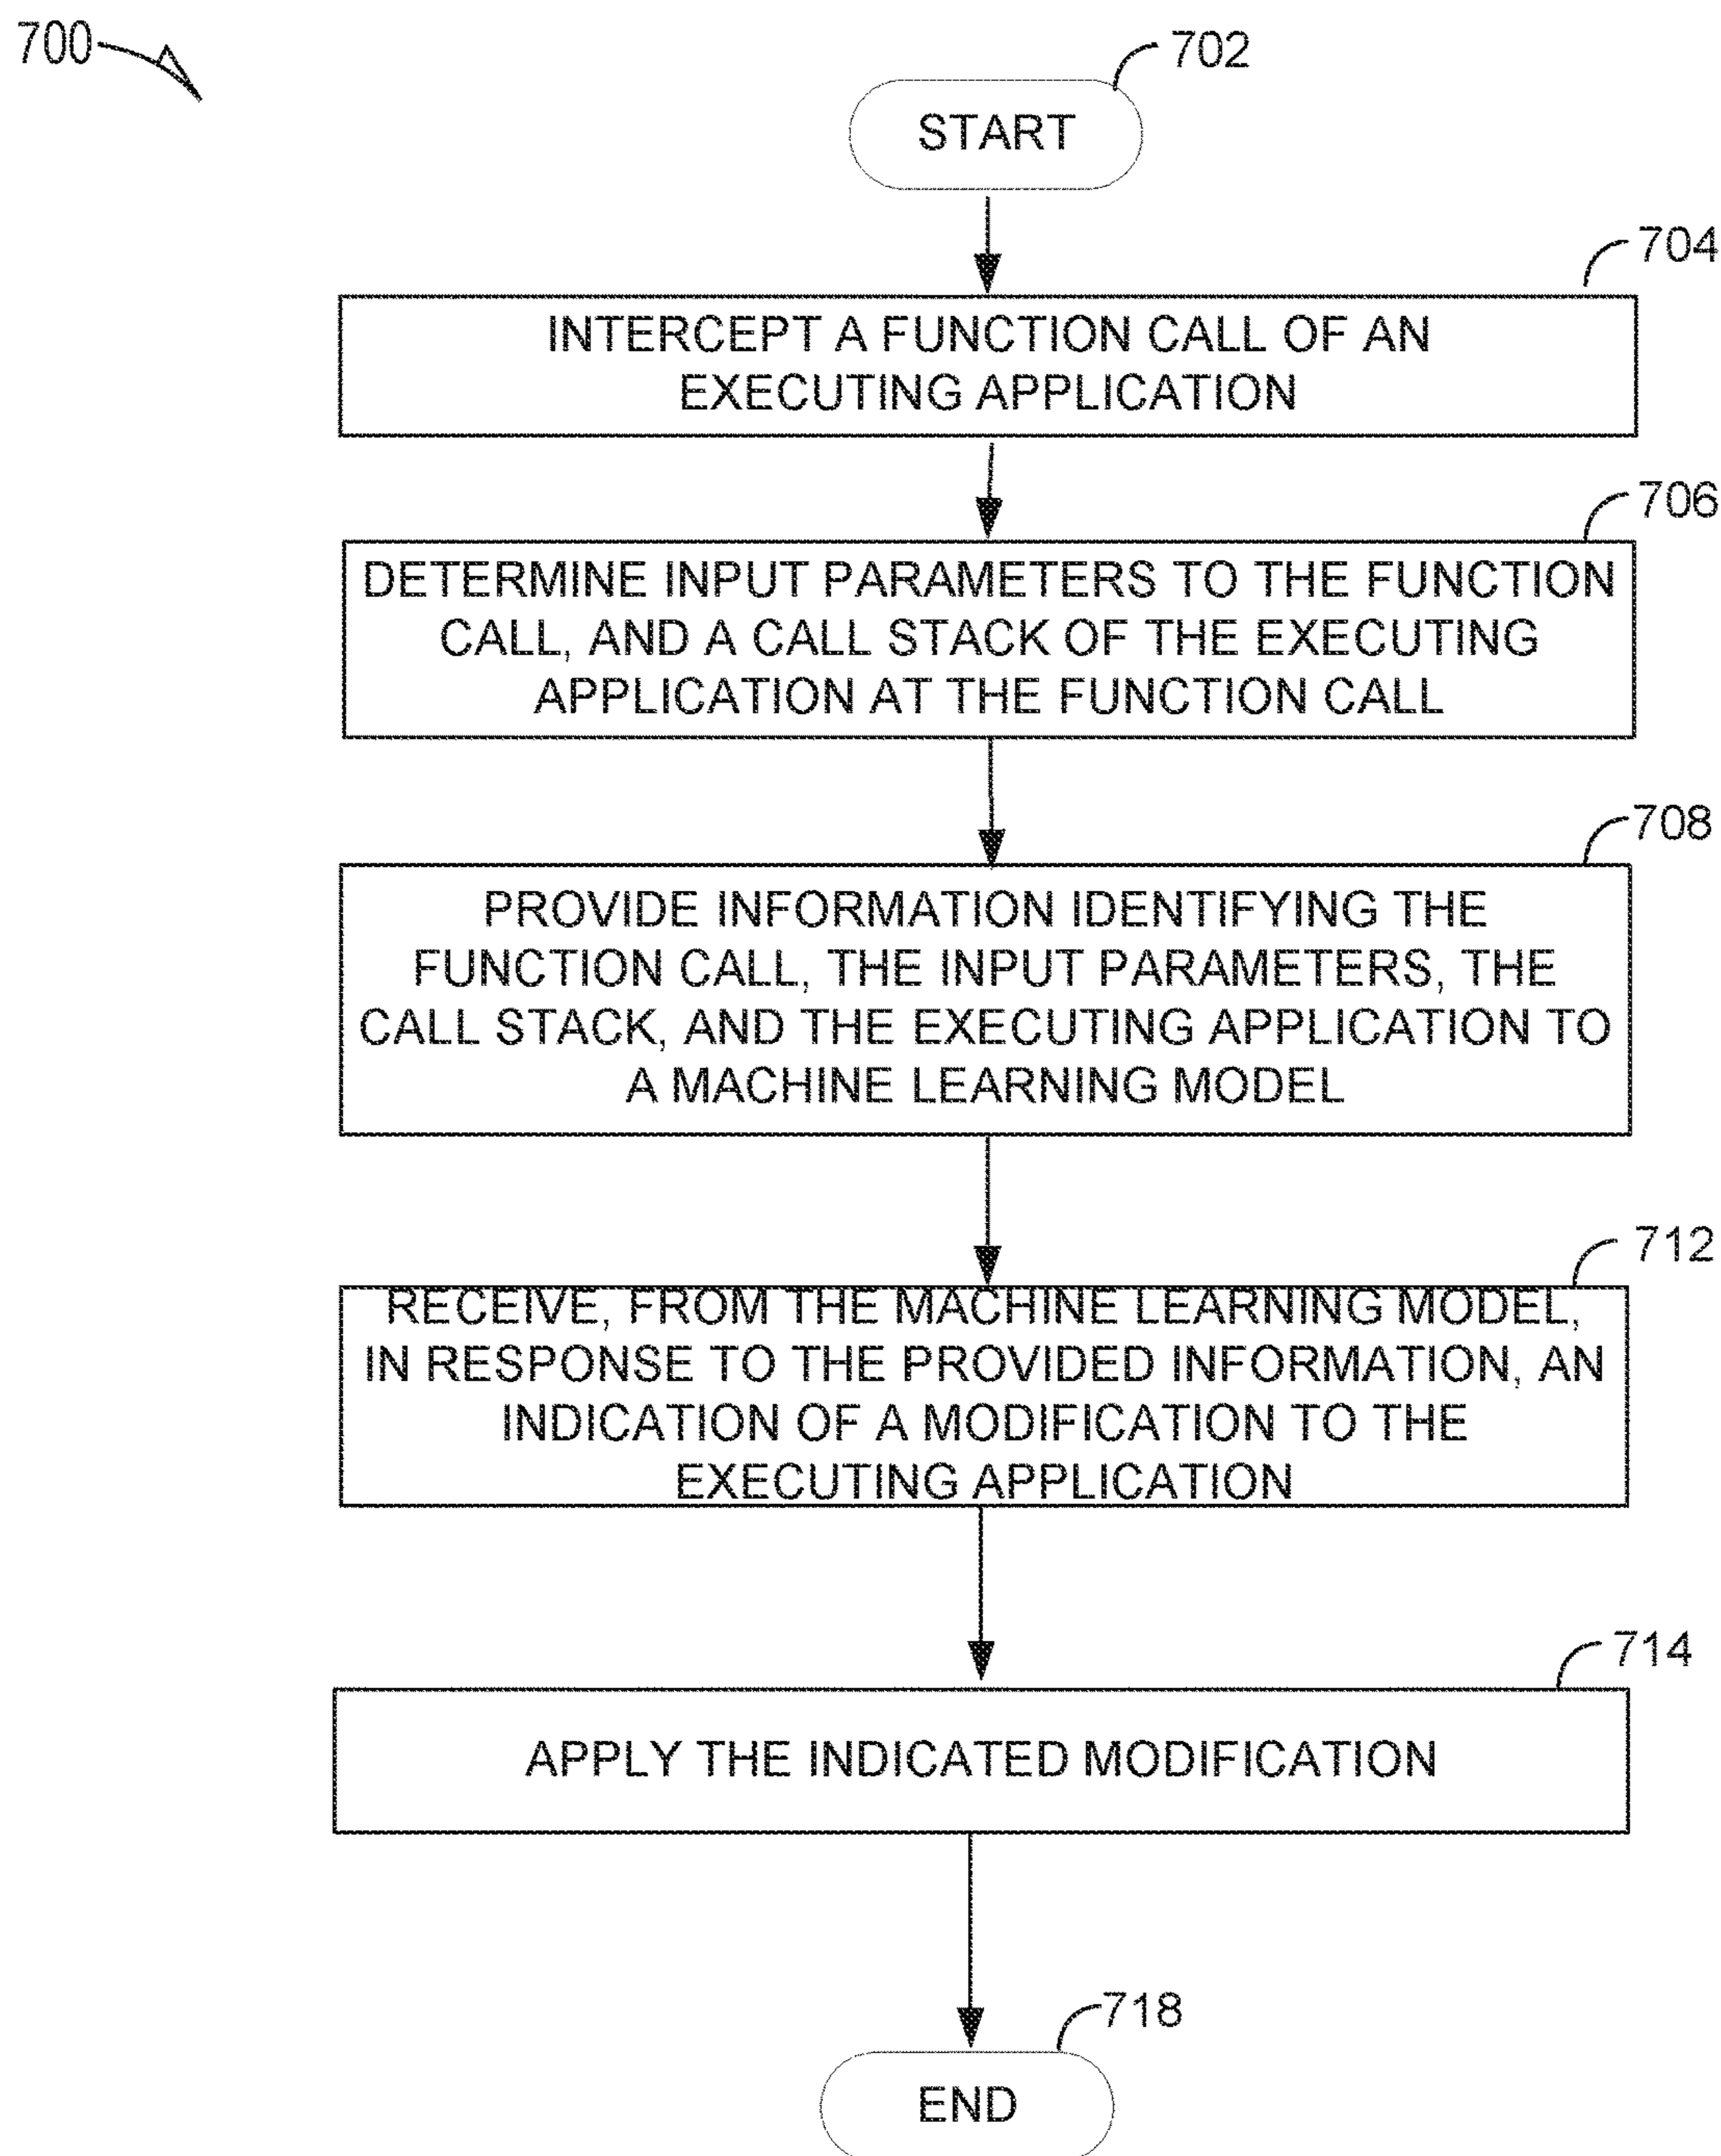 700
702
START
704
INTERCEPT A FUNCTION CALL OF AN
EXECUTING APPLICATION
706
DETERMINE INPUT PARAMETERS TO THE FUNCTION
CALL, AND A CALL STACK OF THE EXECUTING
APPLICATION AT THE FUNCTION CALL
708
PROVIDE INFORMATION IDENTIFYING THE
FUNCTION CALL, THE INPUT PARAMETERS, THE
CALL STACK, AND THE EXECUTING APPLICATION TO
A MACHINE LEARNING MODEL
712
RECEIVE, FROM THE MACHINE LEARNING MODEL,
IN RESPONSE TO THE PROVIDED INFORMATION, AN
INDICATION OF A MODIFICATION TO THE
EXECUTING APPLICATION
714
APPLY THE INDICATED MODIFICATION
718
END